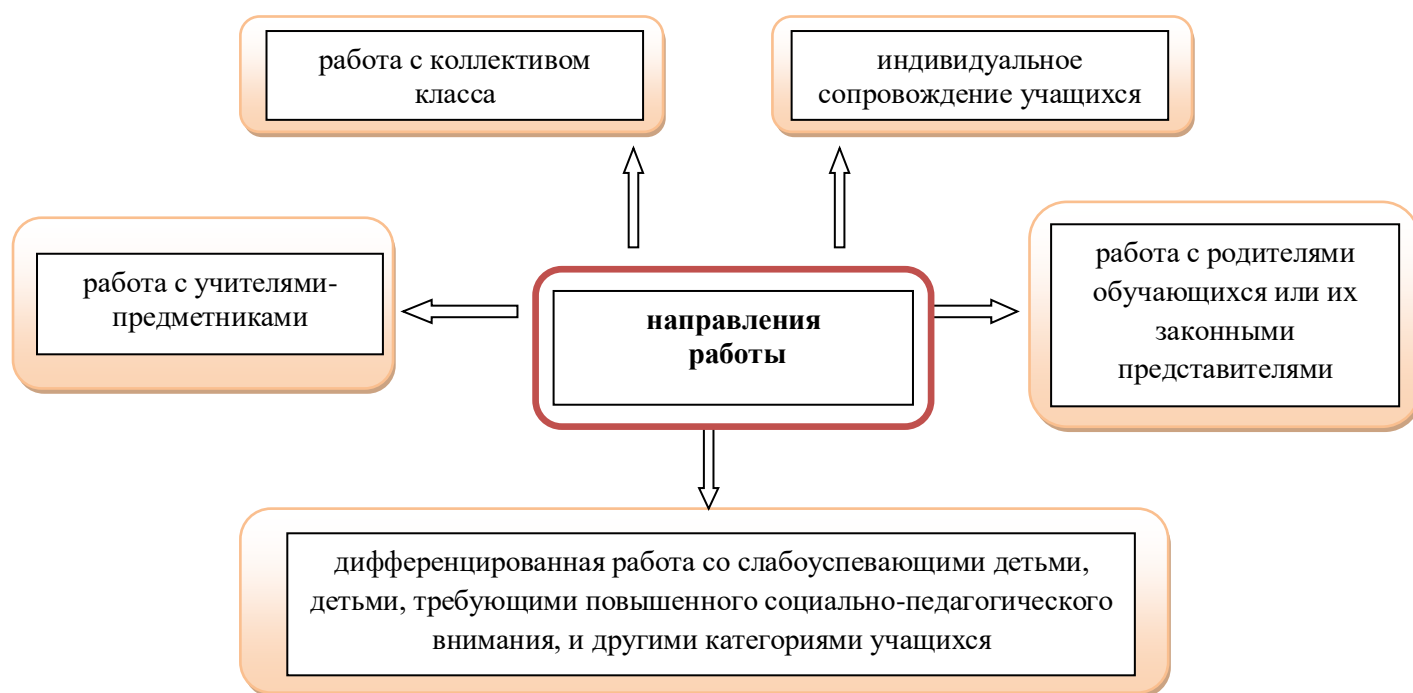 работа с коллективом
класса
индивидуальное
сопровождение учащихся
работа с учителями-
предметниками
направления
работы
работа с родителями
обучающихся или их
законными
представителями
дифференцированная работа со слабоуспевающими детьми,
детьми, требующими повышенного социально-педагогического
внимания, и другими категориями учащихся